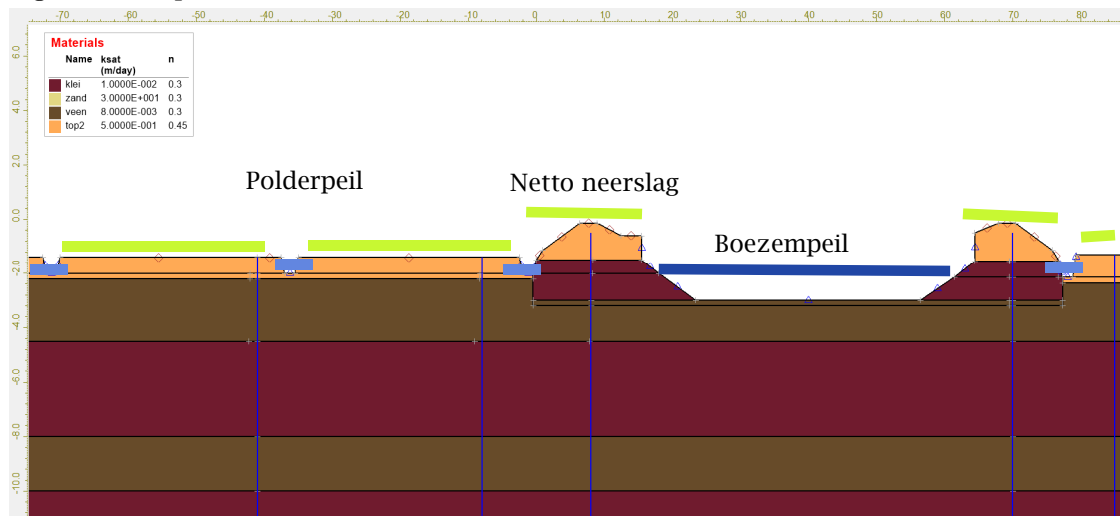 -70 -60 -50 -40 -30 -20 -10 0 10 20 30 40 50 60 70 80
6.0
4.0
2.0
0.0
-2.0
-4.0
-6.0
-8.0
-10.0
Materials
Name ksat n
(m/day)
klei 1.0000E-002 0.3
zand 3.0000E+001 0.3
veen 8.0000E-003 0.3
top2 5.0000E-001 0.45
Polderpeil
Netto neerslag
Boezempeil